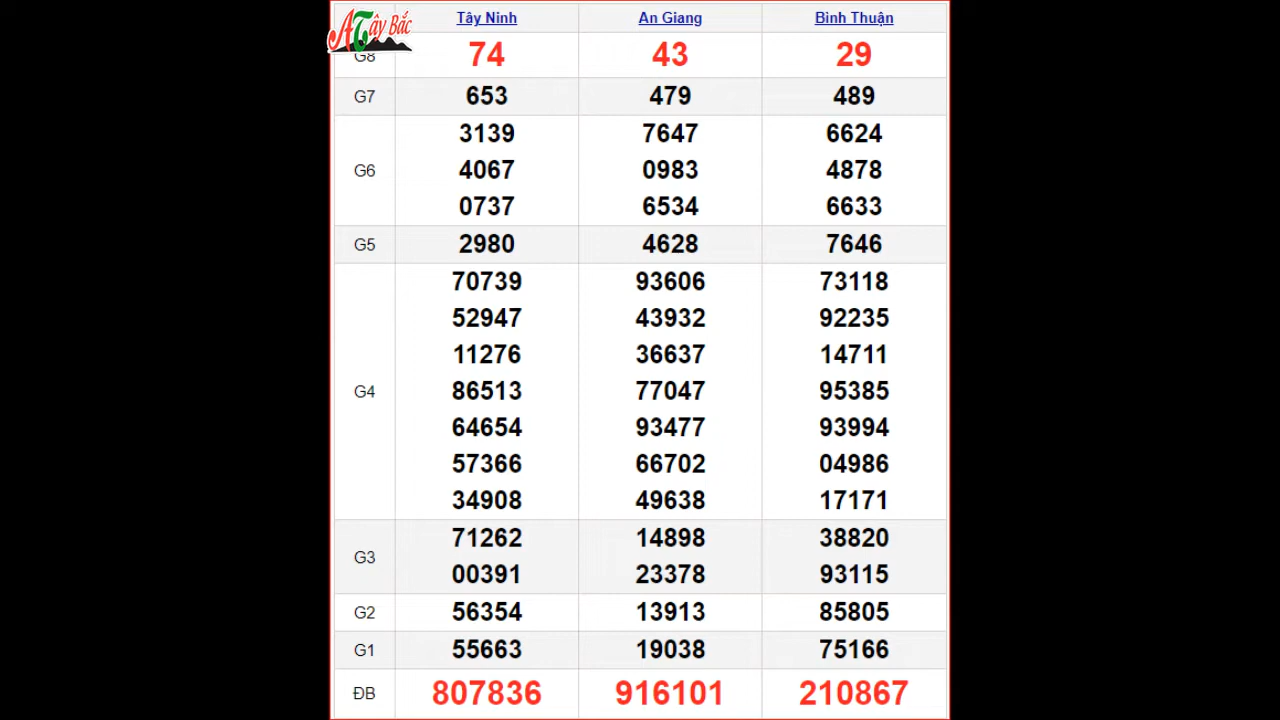 ATây Bắc
Tây Ninh An Giang Bình Thuận
G8 74 43 29
G7 653 479 489
3139 7647 6624
G6 4067 0983 4878
0737 6534 6633
G5 2980 4628 7646
70739 93606 73118
52947 43932 92235
11276 36637 14711
G4 86513 77047 95385
64654 93477 93994
57366 66702 04986
34908 49638 17171
G3
71262 14898 38820
00391 23378 93115
G2 56354 13913 85805
G1 55663 19038 75166
ĐB 807836 916101 210867